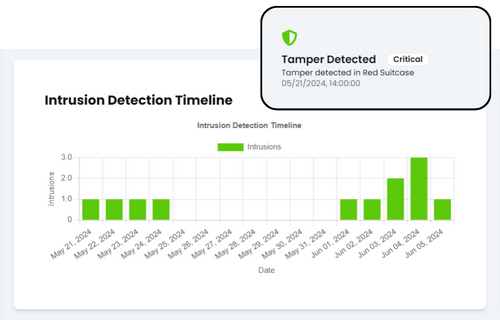 Tamper Detected Critical
Tamper detected in Red Suitcase
05/21/2024, 14:00:00
Intrusion Detection Timeline
Intrusion Detection Timeline
Intrusions
3.0
2.0
1.0
0
Intrusions
May 21, 2024
May 22, 2024
May 23, 2024
May 24, 2024
May 25, 2024
May 26, 2024
May 27, 2024
May 28, 2024
May 29, 2024
May 30, 2024
May 31, 2024
Jun 01, 2024
Jun 02, 2024
Jun 03, 2024
Jun 04, 2024
Jun 05, 2024
Date